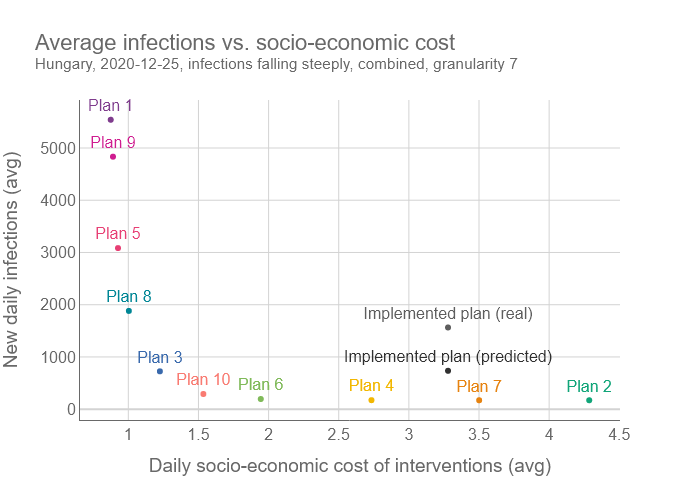 Average infections vs. socio-economic cost
Hungary, 2020-12-25, infections falling steeply, combined, granularity 7
New daily infections (avg)
5000
4000
3000
2000
1000
0
Plan 1
Plan 9
Plan 5
Plan 8
Implemented plan (real)
Plan 3
Implemented plan (predicted)
Plan 10
Plan 6
Plan 4
Plan 7
Plan 2
1
1.5
2
2.5
3
3.5
4
4.5
Daily socio-economic cost of interventions (avg)